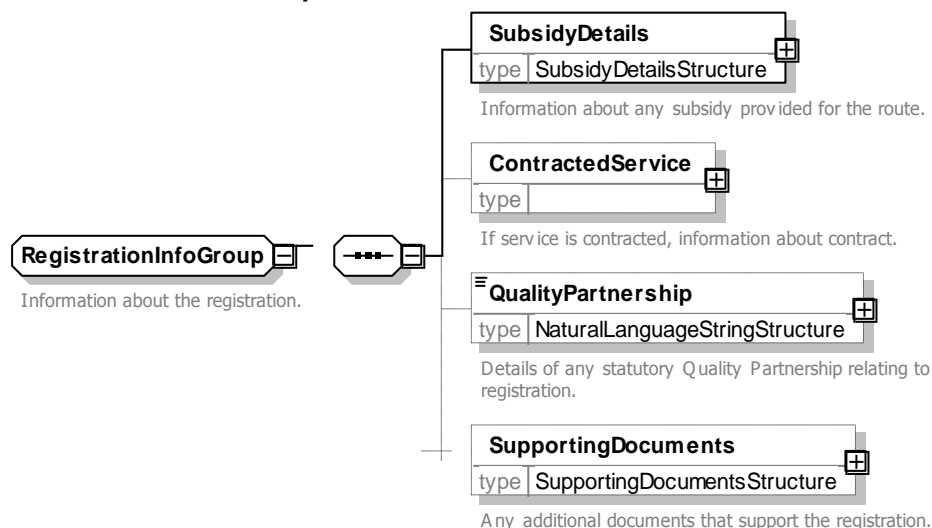 SubsidyDetails
type SubsidyDetailsStructure
Information about any subsidy provided for the route.
ContractedService
type
If service is contracted, information about contract.
RegistrationInfoGroup
Information about the registration.
QualityPartnership
type NaturalLanguageStringStructure
Details of any statutory Quality Partnership relating to
registration.
SupportingDocuments
type SupportingDocumentsStructure
Any additional documents that support the registration.